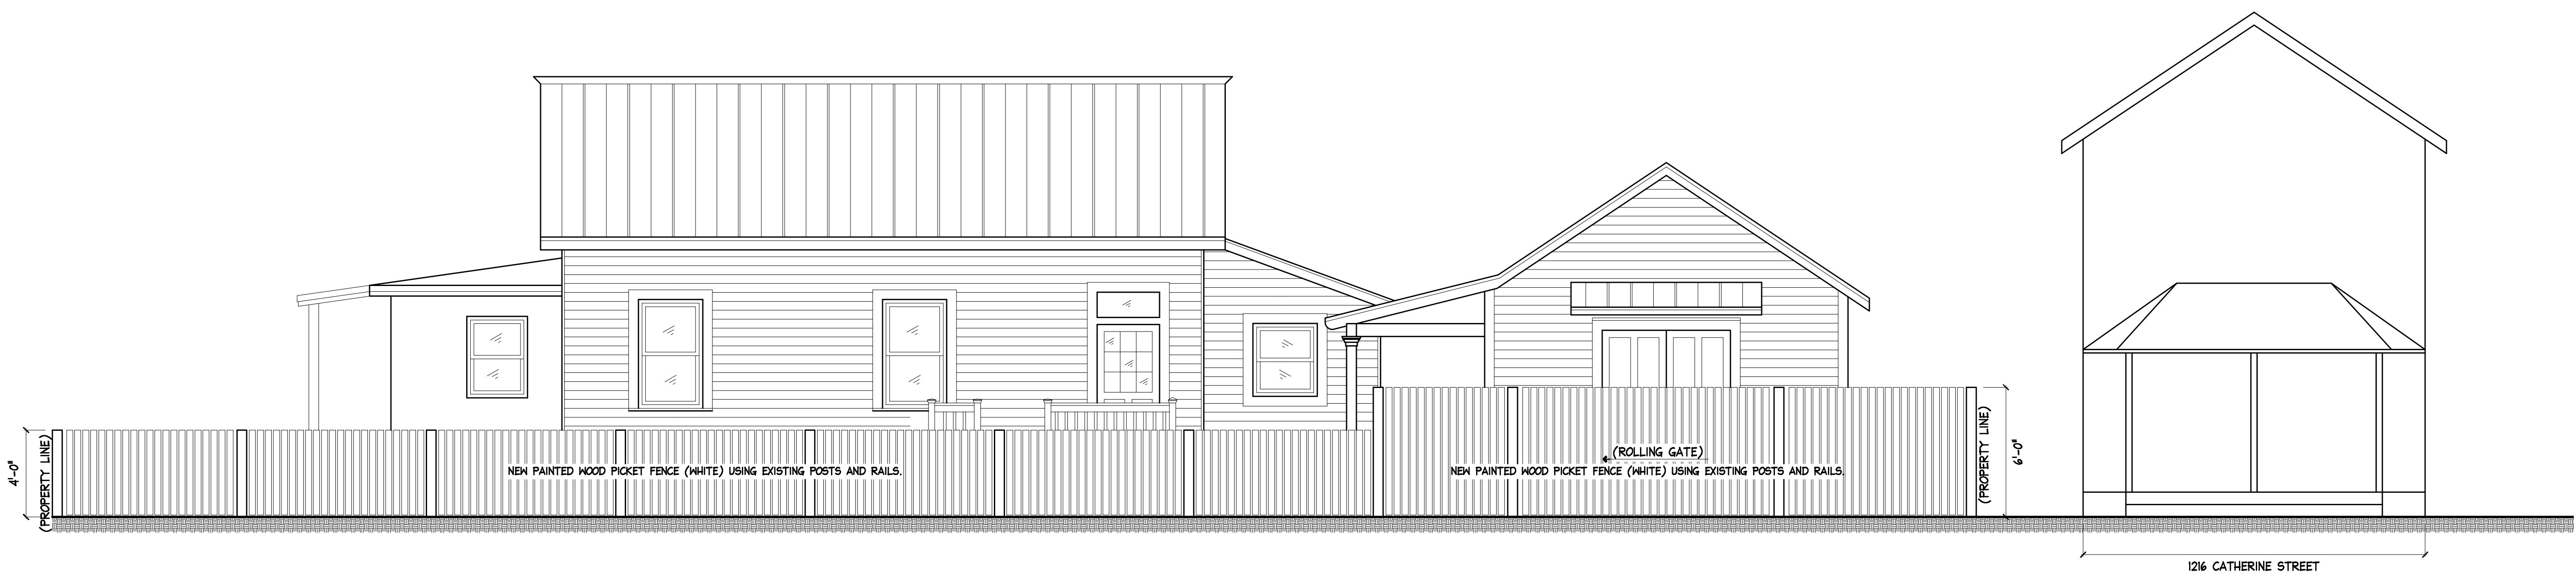 4'-0"
(PROPERTY LINE)
NEW PAINTED WOOD PICKET FENCE (WHITE) USING EXISTING POSTS AND RAILS.
(ROLLING GATE)
NEW PAINTED WOOD PICKET FENCE (WHITE) USING EXISTING POSTS AND RAILS.
(PROPERTY LINE)
6'-0"
1216 CATHERINE STREET